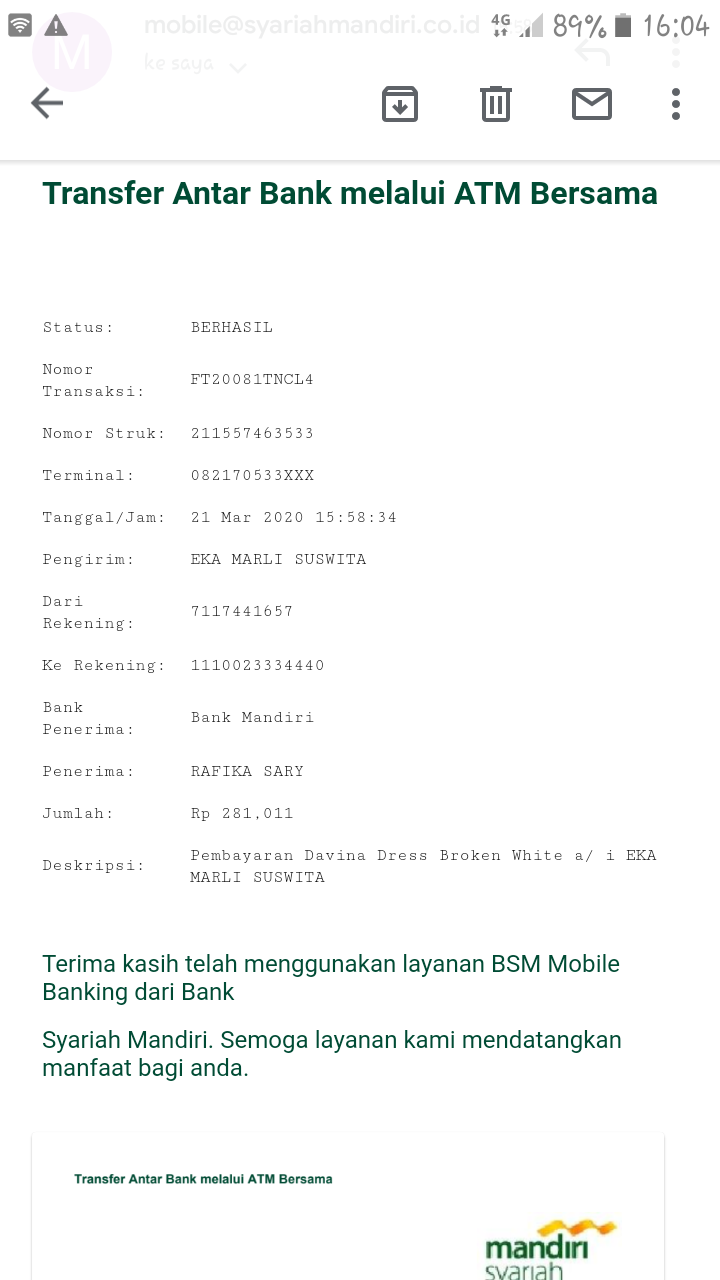 mobile@syariahmandiri.co.id
4G 89% 16:04
M
ke saya
Transfer Antar Bank melalui ATM Bersama
Status: BERHASIL
Nomor
Transaksi: FT20081TNCL4
Nomor Struk: 211557463533
Terminal: 082170533XXX
Tanggal/Jam: 21 Mar 2020 15:58:34
Pengirim: EKA MARLI SUSWITA
Dari
Rekening: 7117441657
Ke Rekening: 1110023334440
Bank
Penerima: Bank Mandiri
Penerima: RAFIKA SARY
Jumlah: Rp 281,011
Deskripsi: Pembayaran Davina Dress Broken White a/ i EKA
MARLI SUSWITA
Terima kasih telah menggunakan layanan BSM Mobile
Banking dari Bank
Syariah Mandiri. Semoga layanan kami mendatangkan
manfaat bagi anda.
Transfer Antar Bank melalui ATM Bersama
mandırı
syariah